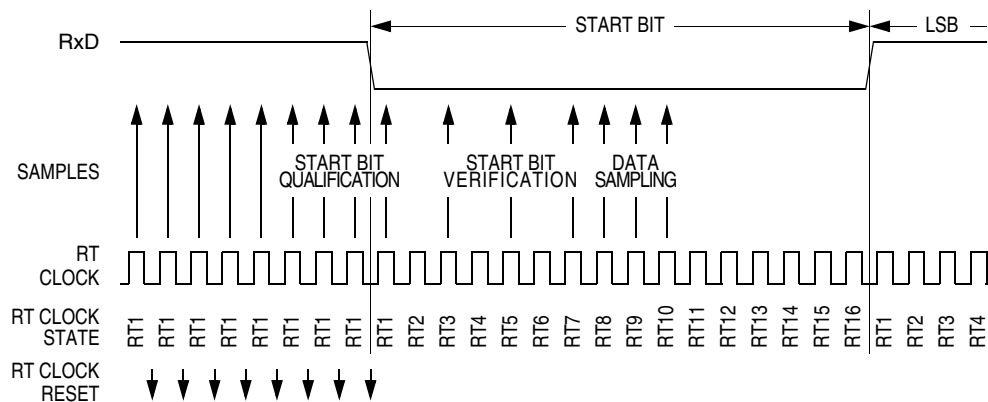 START BIT
LSB
RxD
SAMPLES
START BIT
QUALIFICATION
START BIT
VERIFICATION
DATA
SAMPLING
RT
CLOCK
RT CLOCK
STATE
RT1 RT1 RT1 RT1 RT1 RT1 RT1 RT1 RT1 RT2 RT3 RT4 RT5 RT6 RT7 RT8 RT9 RT10 RT11 RT12 RT13 RT14 RT15 RT16 RT1 RT2 RT3 RT4
RT CLOCK
RESET